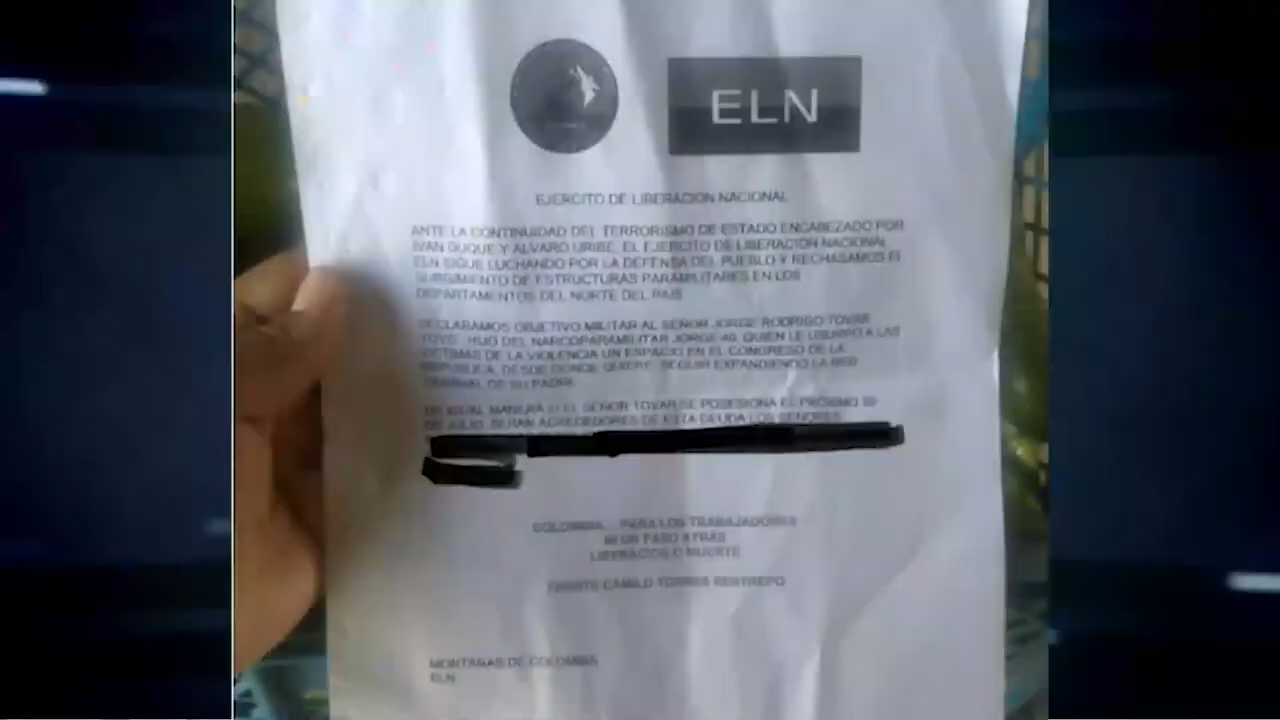 ELN
EJERCITO DE LIBERACION NACIONAL
ANTE LA CONTINUIDAD DEL TERRORISMO DE ESTADO ENCABEZADO POR
IVAN DUQUE Y ALVARO URIBE, EL EJERCITO DE LIBERACION NACIONAL
ELN SIGUE LUCHANDO POR LA DEFENSA DEL PUEBLO Y RECHASAMOS EL
SURGIMIENTO DE ESTRUCTURAS PARAMILITARES EN LOS
DEPARTAMENTOS DEL NORTE DEL PAIS
DECLARAMOS OBJETIVO MILITAR AL SEÑOR JORGE RODRIGO TOVAR
HIJO DEL NARCOPARAMILITAR JORGE 40, QUIEN LE USURPO A LAS
VICTIMAS DE LA VIOLENCIA UN ESPACIO EN EL CONGRESO DE LA
REPUBLICA, DESDE DONDE QUIERE SEGUIR EXPANDIENDO LA RED
CRIMINAL DE SU PADRE
DE IGUAL MANERA SI EL SEÑOR TOVAR SE POSESIONA EL PROXIMO 20
DE JULIO, SERAN ACREDEDORES DE ESTA DEUDA LOS SEÑORES
COLOMBIA PARA LOS TRABAJADORES
NI UN PASO ATRAS
LIBERACION O MUERTE
FRENTE CAMILO TORRES RESTREPO
MONTAÑAS DE COLOMBIA
ELN